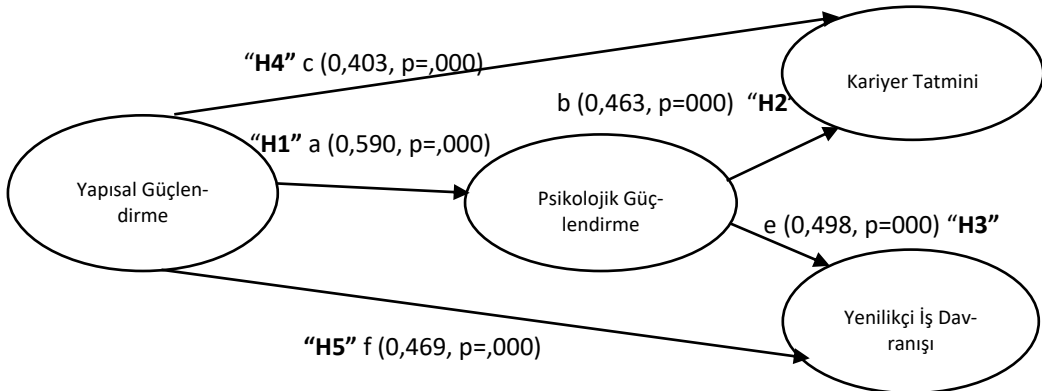 “H4” c (0,403, p=,000)
Kariyer Tatmini
b (0,463, p=000) “H2”
“H1” a (0,590, p=,000)
Yapısal Güçlen-
dirme
Psikolojik Güç-
lendirme
e (0,498, p=000) “H3”
Yenilikçi İş Dav-
ranışı
“H5” f (0,469, p=,000)